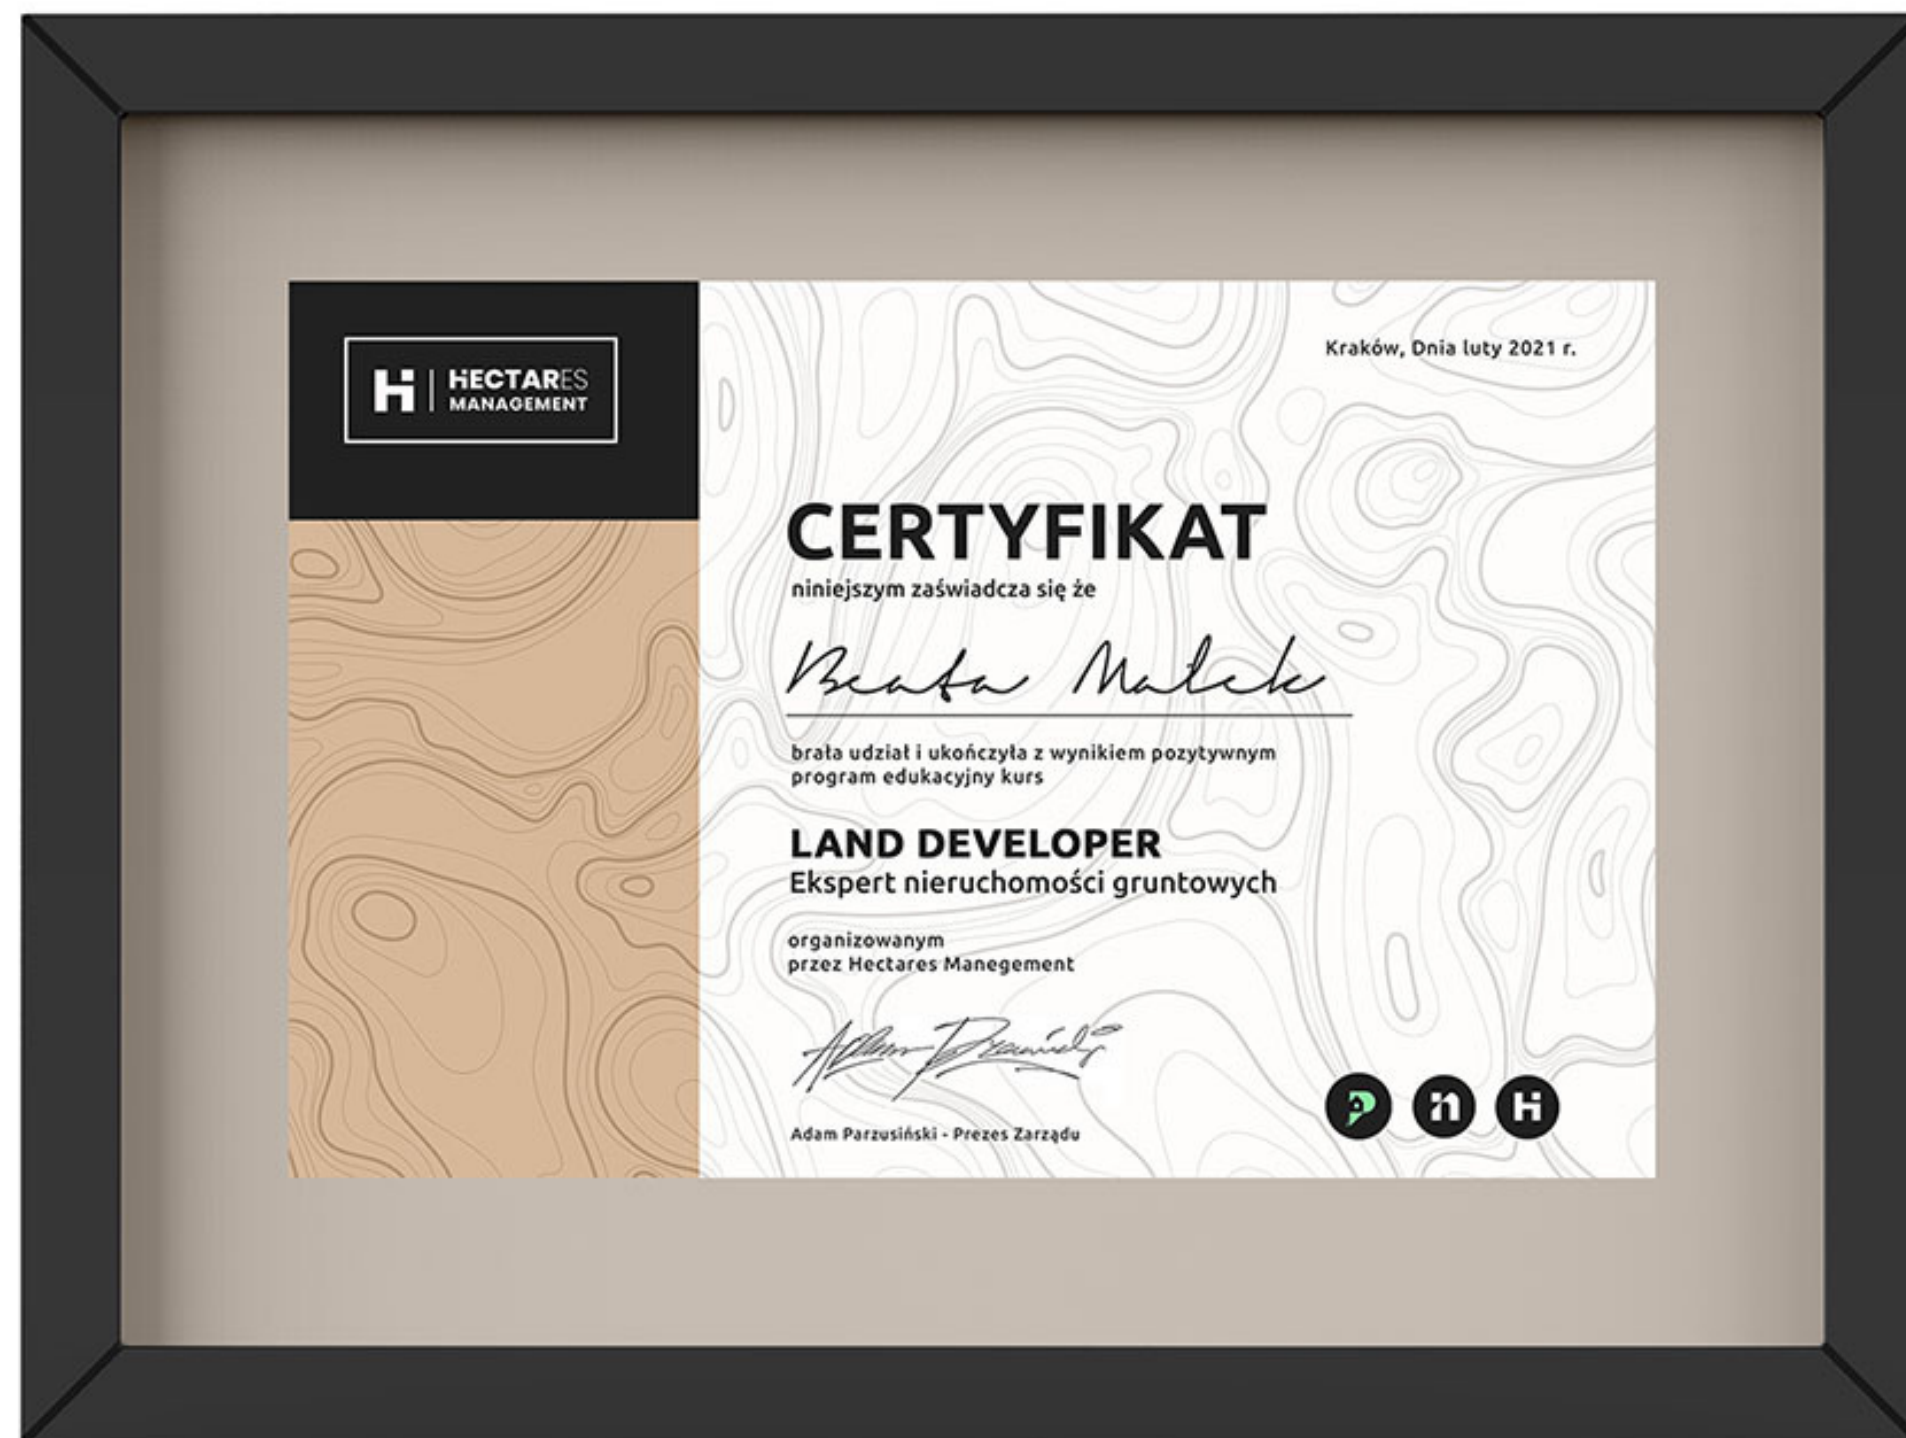 HECTARES
MANAGEMENT
Kraków, Dnia luty 2021 r.
CERTYFIKAT
niniejszym zaświadcza się że
Beata Małek
brała udział i ukończyła z wynikiem pozytywnym
program edukacyjny kurs
LAND DEVELOPER
Ekspert nieruchomości gruntowych
organizowanym
przez Hectares Manegement
Adam Parzusiński - Prezes Zarządu